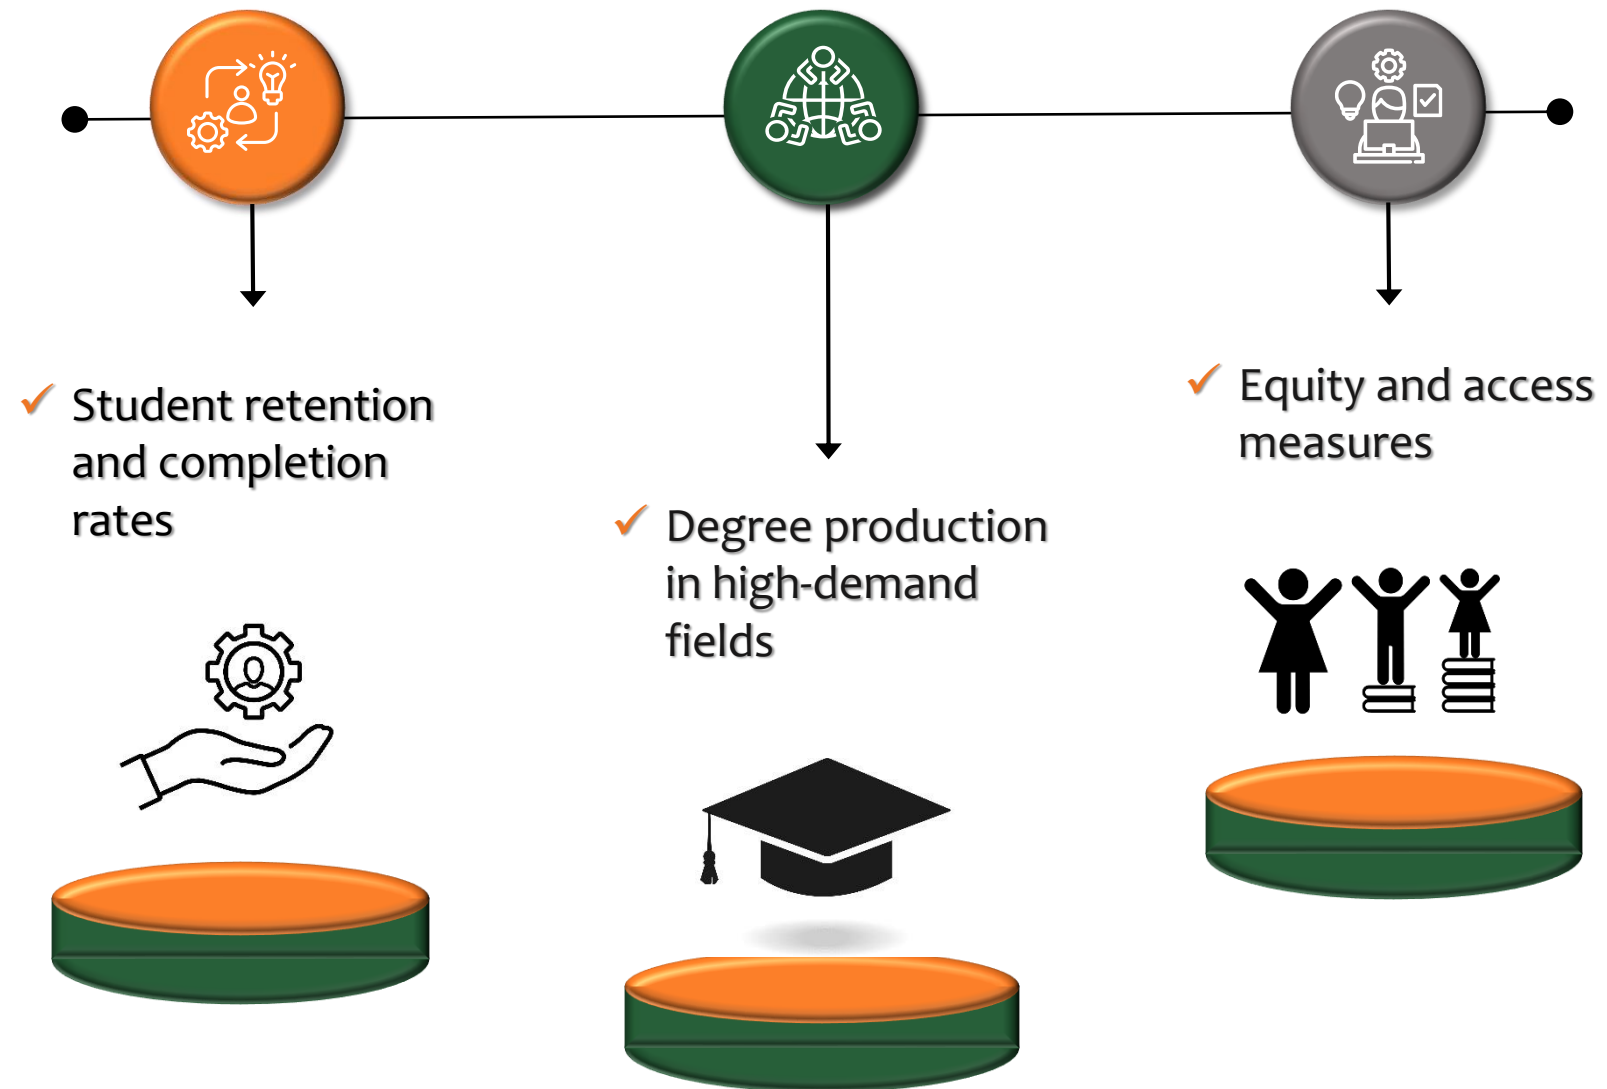 Student retention
and completion
rates
Degree production
in high-demand
fields
Equity and access
measures